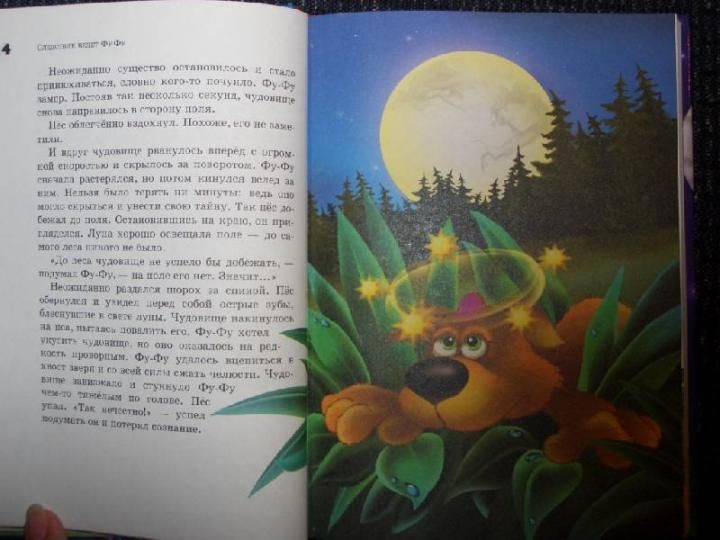 4
Следствие ведёт Фу-Фу
Неожиданно существо остановилось и стало
принюхиваться, словно кого-то почуяло. Фу-Фу
замер. Постояв так несколько секунд, чудовище
снова направилось в сторону поля.
Пёс облегчённо вздохнул. Похоже, его не заме-
тили.
И вдруг чудовище рванулось вперёд с огром-
ной скоростью и скрылось за поворотом. Фу-Фу
сначала растерялся, но потом кинулся вслед за
ним. Нельзя было терять ни минуты: ведь оно
могло скрыться и унести свою тайну. Так пёс до-
бежал до поля. Остановившись на краю, он при-
гляделся. Луна хорошо освещала поле — до са-
мого леса никого не было.
«До леса чудовище не успело бы добежать, —
подумал Фу-Фу, — на поле его нет. Значит...»
Неожиданно раздался шорох за спиной. Пёс
обернулся и увидел перед собой острые зубы,
блеснувшие в свете луны. Чудовище накинулось
на пса, пытаясь повалить его. Фу-Фу хотел
укусить чудовище, но оно оказалось на ред-
кость проворным. Фу-Фу удалось вцепиться в
хвост зверя и со всей силы сжать челюсти. Чудо-
вище завизжало и стукнуло Фу-Фу
чем-то тяжёлым по голове. Пёс
упал. «Так нечестно!» — успел
подумать он и потерял сознание.